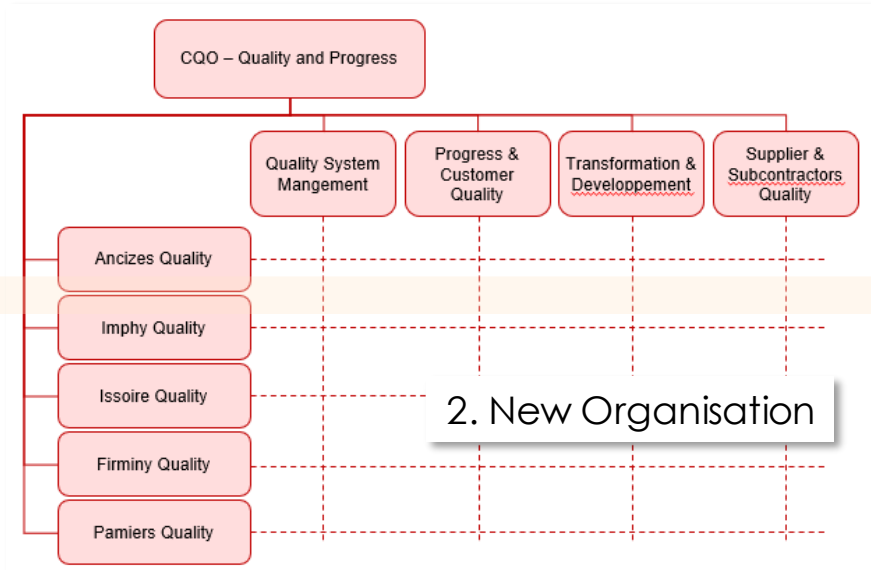 CQO – Quality and Progress
Quality System
Mangement
Progress &
Customer
Quality
Transformation &
Developpement
Supplier &
Subcontractors
Quality
Ancizes Quality
Imphy Quality
Issoire Quality
2. New Organisation
Firminy Quality
Pamiers Quality